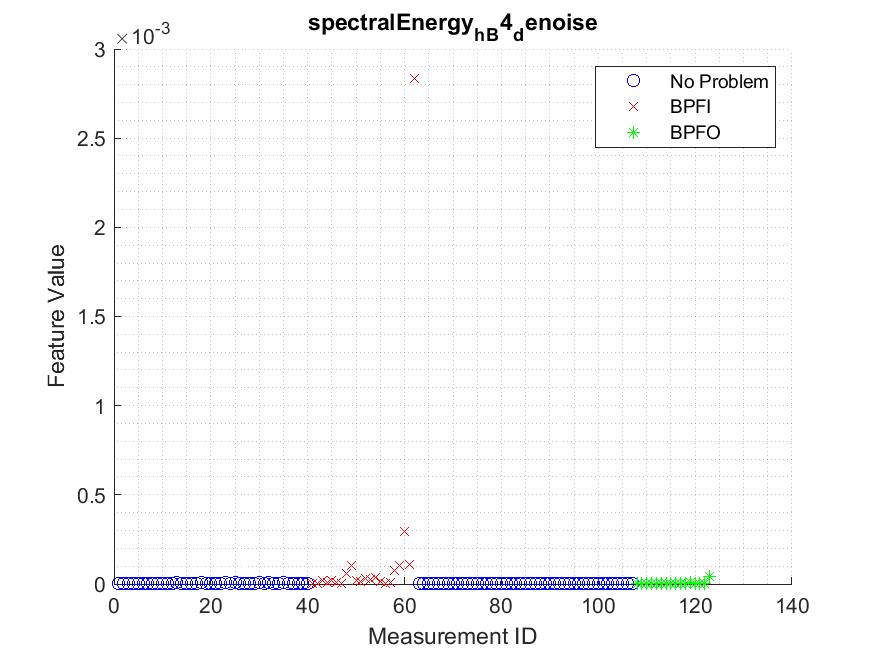 spectralEnergy_hB4_denoise
×10^-3
3
2.5
2
1.5
1
0.5
0
0 20 40 60 80 100 120 140
Feature Value
Measurement ID
No Problem
BPFI
BPFO